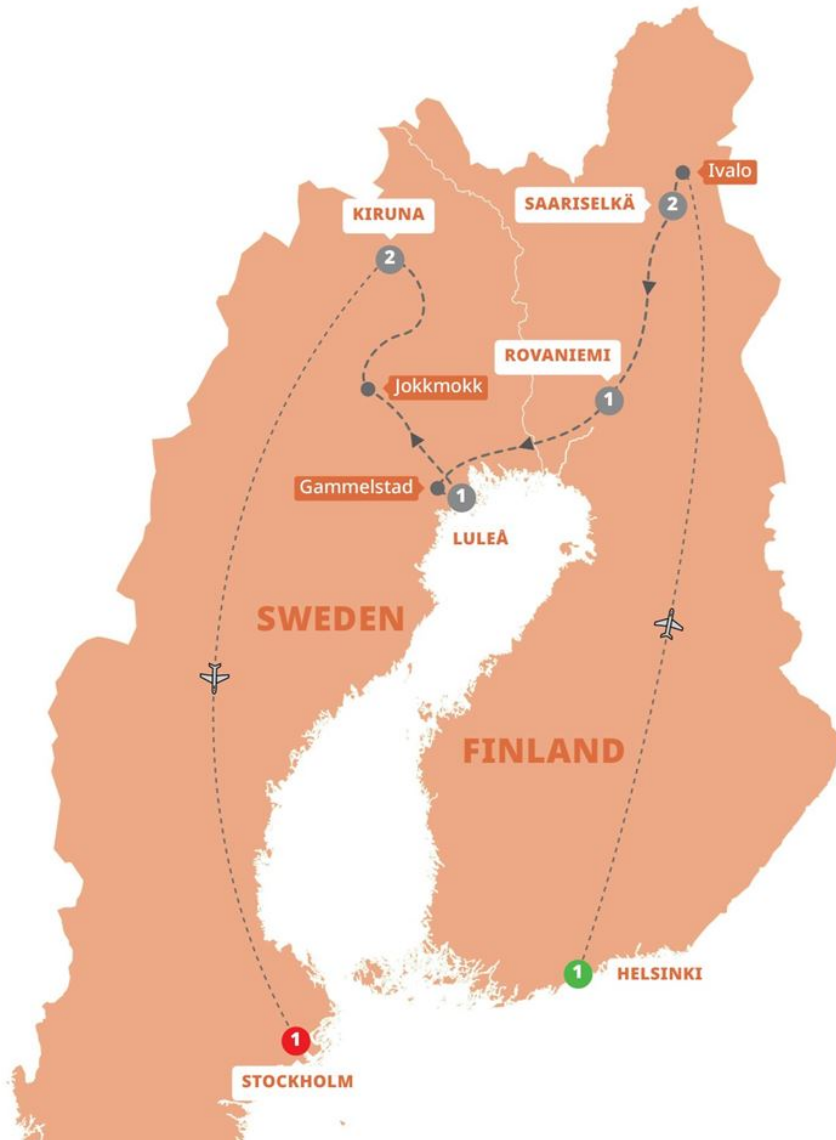 Ivalo
SAARISELKÄ
2
KIRUNA
2
ROVANIEMI
1
Jokkmokk
Gammelstad
1
LULEÅ
SWEDEN
FINLAND
1
HELSINKI
1
STOCKHOLM